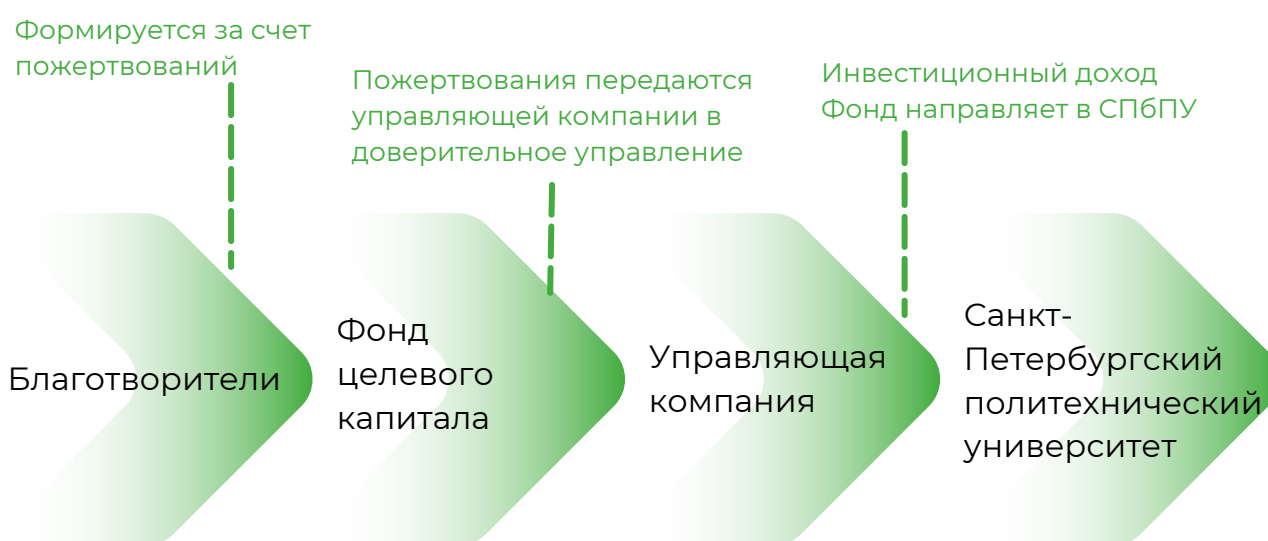 Формируется за счет
пожертвований
Пожертвования передаются
управляющей компании в
доверительное управление
Инвестиционный доход
Фонд направляет в СПбПУ
Благотворители
Фонд
целевого
капитала
Управляющая
компания
Санкт-
Петербургский
политехнический
университет